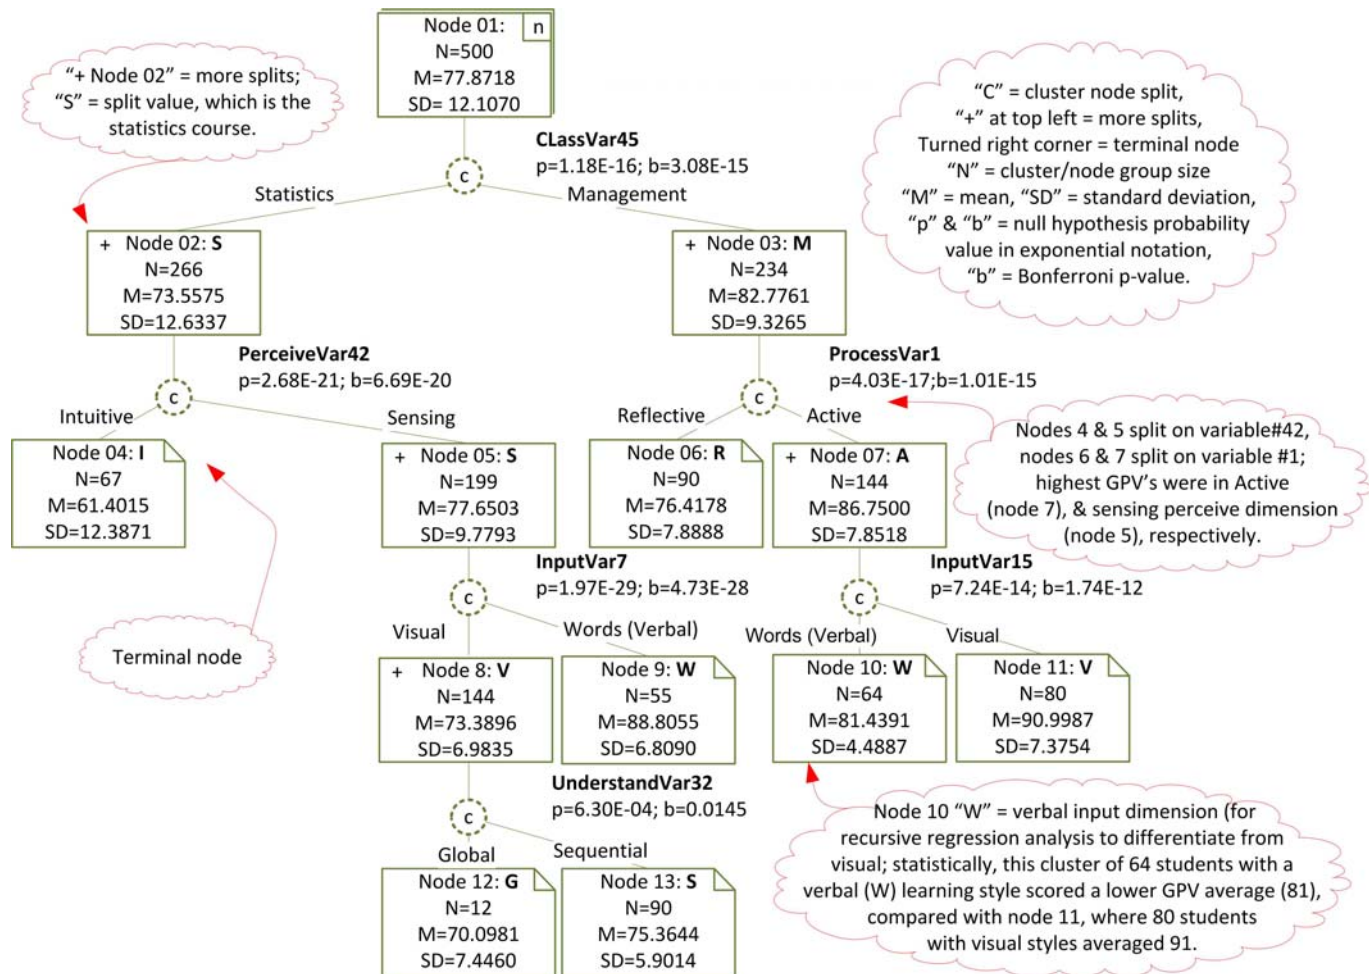 Node 01:
n
N=500
M=77.8718
SD= 12.1070
“+ Node 02” = more splits;
“S” = split value, which is the
statistics course.
“C” = cluster node split,
“+” at top left = more splits,
Turned right corner = terminal node
“N” = cluster/node group size
“M” = mean, “SD” = standard deviation,
“p” & “b” = null hypothesis probability
value in exponential notation,
“b” = Bonferroni p-value.
CLassVar45
p=1.18E-16; b=3.08E-15
c
Statistics
Management
+ Node 02: S
N=266
M=73.5575
SD=12.6337
+ Node 03: M
N=234
M=82.7761
SD=9.3265
PerceiveVar42
p=2.68E-21; b=6.69E-20
c
Intuitive
Sensing
ProcessVar1
p=4.03E-17;b=1.01E-15
c
Reflective
Active
Node 04: I
N=67
M=61.4015
SD=12.3871
+ Node 05: S
N=199
M=77.6503
SD=9.7793
Node 06: R
N=90
M=76.4178
SD=7.8888
+ Node 07: A
N=144
M=86.7500
SD=7.8518
Nodes 4 & 5 split on variable#42,
nodes 6 & 7 split on variable #1;
highest GPV’s were in Active
(node 7), & sensing perceive dimension
(node 5), respectively.
Terminal node
InputVar7
p=1.97E-29; b=4.73E-28
c
Visual
Words (Verbal)
InputVar15
p=7.24E-14; b=1.74E-12
c
Words (Verbal)
Visual
+ Node 8: V
N=144
M=73.3896
SD=6.9835
Node 9: W
N=55
M=88.8055
SD=6.8090
Node 10: W
N=64
M=81.4391
SD=4.4887
Node 11: V
N=80
M=90.9987
SD=7.3754
UnderstandVar32
p=6.30E-04; b=0.0145
c
Global
Sequential
Node 12: G
N=12
M=70.0981
SD=7.4460
Node 13: S
N=90
M=75.3644
SD=5.9014
Node 10 “W” = verbal input dimension (for
recursive regression analysis to differentiate from
visual; statistically, this cluster of 64 students with a
verbal (W) learning style scored a lower GPV average (81),
compared with node 11, where 80 students
with visual styles averaged 91.